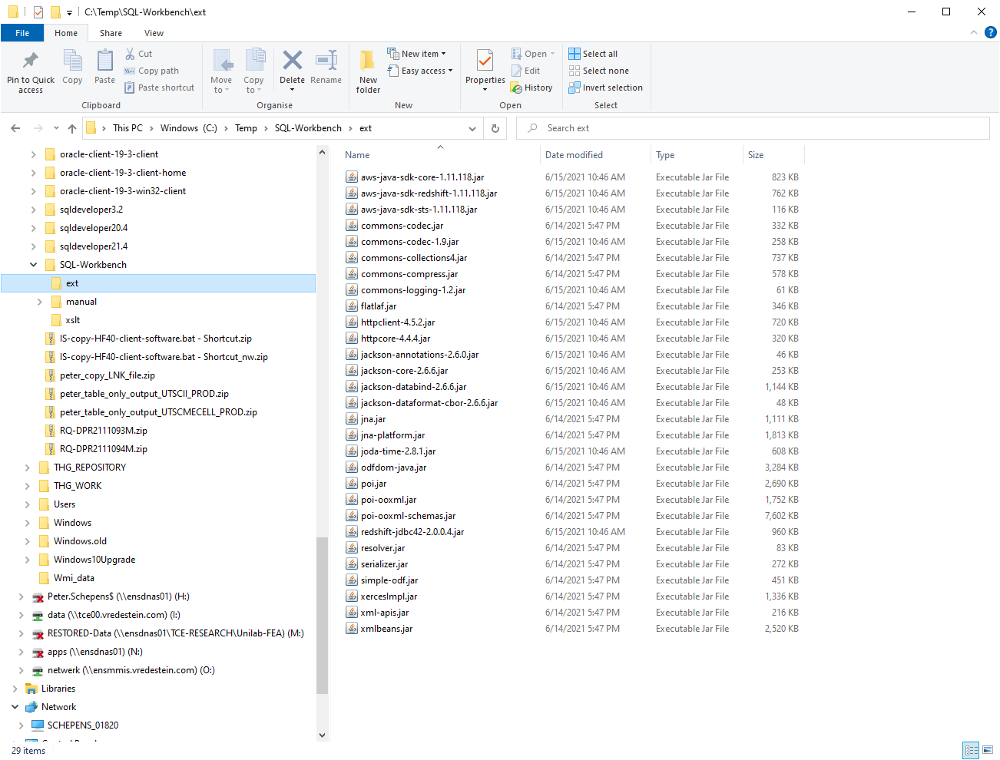 C:\Temp\SQL-Workbench\ext
File Home Share View
Pin to Quick access
Copy
Paste
Cut
Copy path
Paste shortcut
Clipboard
Move to
Copy to
Delete
Rename
Organise
New folder
New item
Easy access
New
Properties
Open
Edit
History
Open
Select all
Select none
Invert selection
Select
This PC > Windows (C:) > Temp > SQL-Workbench > ext
Search ext
oracle-client-19-3-client
oracle-client-19-3-client-home
oracle-client-19-3-win32-client
sqldeveloper3.2
sqldeveloper20.4
sqldeveloper21.4
SQL-Workbench
ext
manual
xslt
IS-copy-HF40-client-software.bat - Shortcut.zip
IS-copy-HF40-client-software.bat - Shortcut_nw.zip
peter_copy_LNK_file.zip
peter_table_only_output_UTSCII_PROD.zip
peter_table_only_output_UTSCMECELL_PROD.zip
RQ-DPR2111093M.zip
RQ-DPR2111094M.zip
THG_REPOSITORY
THG_WORK
Users
Windows
Windows.old
Windows10Upgrade
Wmi_data
Peter.Schepens$ (\\ensdnas01) (H:)
data (\\tce00.vredestein.com) (I:)
RESTORED-Data (\\ensdnas01\TCE-RESEARCH\Unilab-FEA) (M:)
apps (\\ensdnas01) (N:)
netwerk (\\ensmmis.vredestein.com) (O:)
Libraries
Network
SCHEPENS_01820
Name Date modified Type Size
aws-java-sdk-core-1.11.118.jar 6/15/2021 10:46 AM Executable Jar File 823 KB
aws-java-sdk-redshift-1.11.118.jar 6/15/2021 10:46 AM Executable Jar File 762 KB
aws-java-sdk-sts-1.11.118.jar 6/15/2021 10:46 AM Executable Jar File 116 KB
commons-codec.jar 6/14/2021 5:47 PM Executable Jar File 332 KB
commons-codec-1.9.jar 6/15/2021 10:46 AM Executable Jar File 258 KB
commons-collections4.jar 6/14/2021 5:47 PM Executable Jar File 737 KB
commons-compress.jar 6/14/2021 5:47 PM Executable Jar File 578 KB
commons-logging-1.2.jar 6/15/2021 10:46 AM Executable Jar File 61 KB
flatlaf.jar 6/14/2021 5:47 PM Executable Jar File 346 KB
httpclient-4.5.2.jar 6/15/2021 10:46 AM Executable Jar File 720 KB
httpcore-4.4.4.jar 6/15/2021 10:46 AM Executable Jar File 320 KB
jackson-annotations-2.6.0.jar 6/15/2021 10:46 AM Executable Jar File 46 KB
jackson-core-2.6.6.jar 6/15/2021 10:46 AM Executable Jar File 253 KB
jackson-databind-2.6.6.jar 6/15/2021 10:46 AM Executable Jar File 1,144 KB
jackson-dataformat-cbor-2.6.6.jar 6/15/2021 10:46 AM Executable Jar File 48 KB
jna.jar 6/14/2021 5:47 PM Executable Jar File 1,111 KB
jna-platform.jar 6/14/2021 5:47 PM Executable Jar File 1,813 KB
joda-time-2.8.1.jar 6/15/2021 10:46 AM Executable Jar File 608 KB
odfdom-java.jar 6/14/2021 5:47 PM Executable Jar File 3,284 KB
poi.jar 6/14/2021 5:47 PM Executable Jar File 2,690 KB
poi-ooxml.jar 6/14/2021 5:47 PM Executable Jar File 1,752 KB
poi-ooxml-schemas.jar 6/14/2021 5:47 PM Executable Jar File 7,602 KB
redshift-jdbc42-2.0.0.4.jar 6/15/2021 10:46 AM Executable Jar File 960 KB
resolver.jar 6/14/2021 5:47 PM Executable Jar File 83 KB
serializer.jar 6/14/2021 5:47 PM Executable Jar File 272 KB
simple-odf.jar 6/14/2021 5:47 PM Executable Jar File 451 KB
xercesImpl.jar 6/14/2021 5:47 PM Executable Jar File 1,336 KB
xml-apis.jar 6/14/2021 5:47 PM Executable Jar File 216 KB
xmlbeans.jar 6/14/2021 5:47 PM Executable Jar File 2,520 KB
29 items